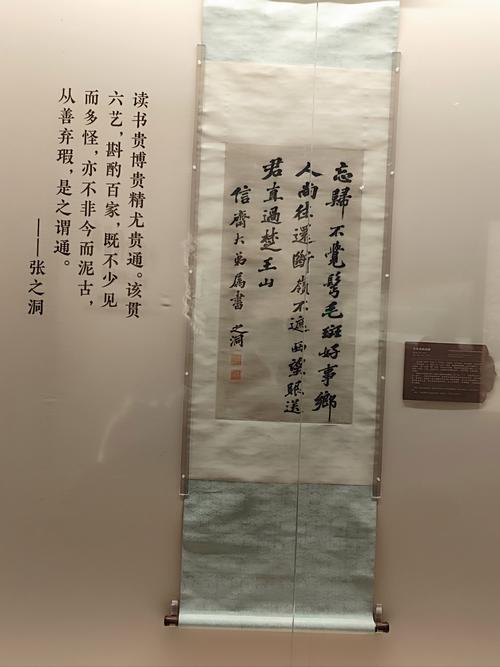 忘歸不覺鬢毛斑好事鄉
人尚往還斷嶺不遮西望眼送
君直過楚王山
信齋大弟屬書 之洞
读书贵博贵精尤贵通。该贯
六艺，斟酌百家，既不少见
而多怪，亦不非今而泥古，
从善弃瑕，是之谓通。
——张之洞